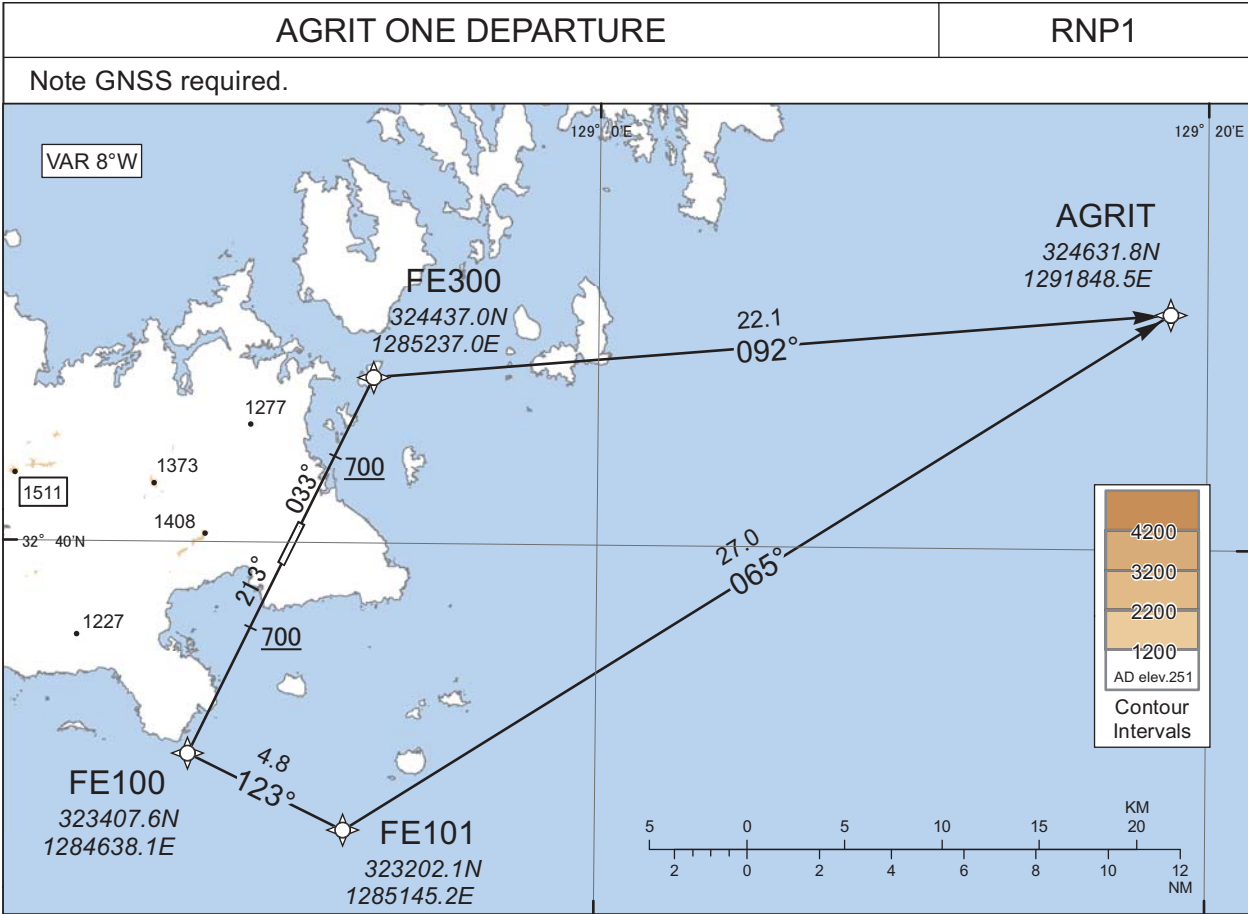 AGRIT ONE DEPARTURE
RNP1
Note GNSS required.
VAR 8°W
129° 0'E
129° 20'E
AGRIT
324631.8N
1291848.5E
FE300
324437.0N
1285237.0E
22.1
092°
1277
1373
1511
1408
033°
700
32° 40'N
213°
700
1227
27.0
065°
4200
3200
2200
1200
AD elev.251
Contour
Intervals
4.8
123°
FE100
323407.6N
1284638.1E
FE101
323202.1N
1285145.2E
KM
5 0 5 10 15 20
2 0 2 4 6 8 10 12
NM